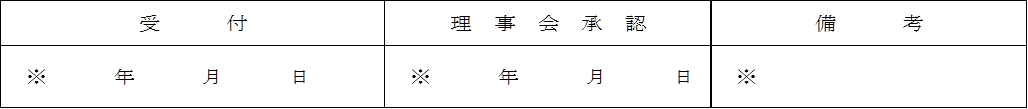 受付 理事会承認 備考
※ 年 月 日 ※ 年 月 日 ※